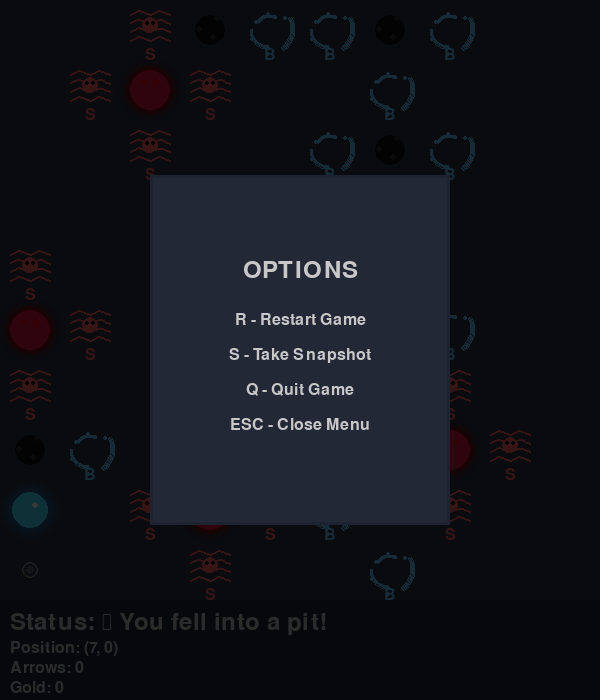 S B B B
S S B
S B B
OPTIONS
S
R - Restart Game
S B
S - Take Snapshot
Q - Quit Game
S S
ESC - Close Menu
B S
S S B S
S B
Status: You fell into a pit!
Position: (7, 0)
Arrows: 0
Gold: 0